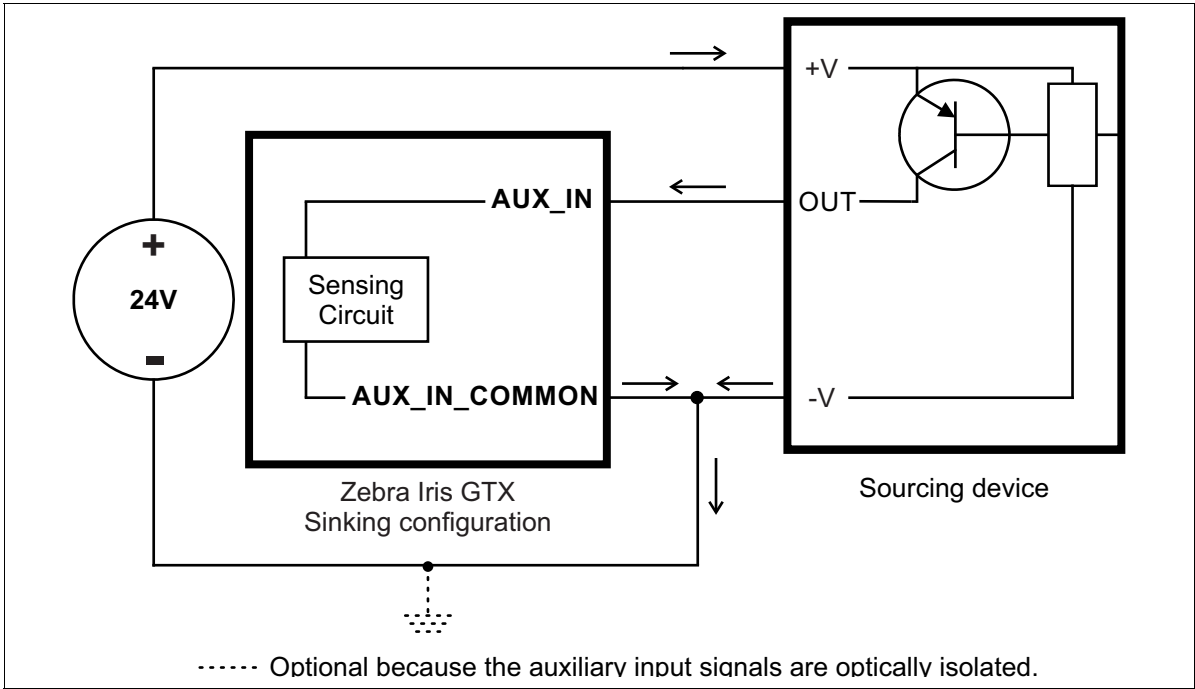 +V
AUX_IN
OUT
+
24V
-
Sensing
Circuit
AUX_IN_COMMON
-V
Zebra Iris GTX
Sinking configuration
Sourcing device
Optional because the auxiliary input signals are optically isolated.